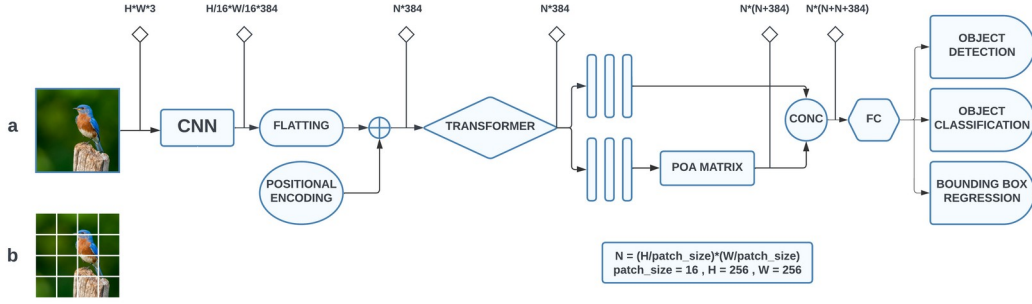 H*W*3
H/16*W/16*384
N*384
N*384
N*(N+384)
N*(N+N+384)
a
CNN
FLATTING
POSITIONAL
ENCODING
TRANSFORMER
POA MATRIX
CONC
FC
OBJECT
DETECTION
OBJECT
CLASSIFICATION
BOUNDING BOX
REGRESSION
b
N = (H/patch_size)*(W/patch_size)
patch_size = 16 , H = 256 , W = 256